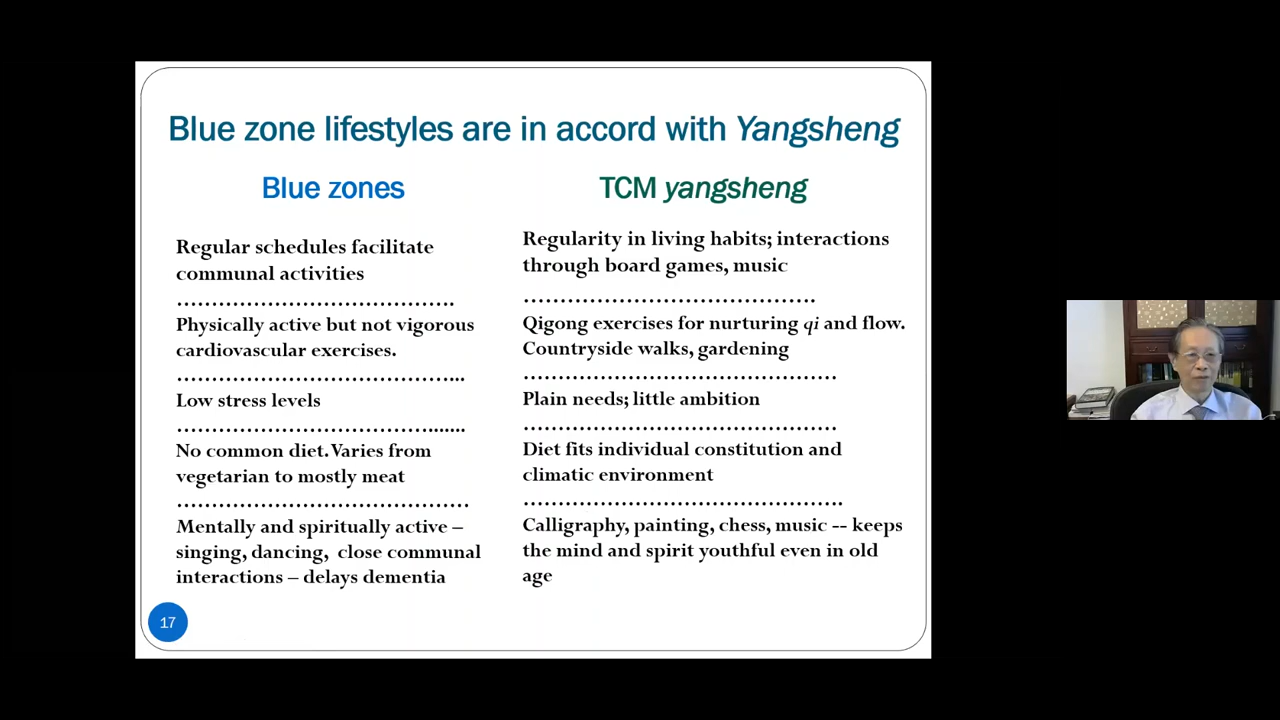 Blue zone lifestyles are in accord with Yangsheng
Blue zones
Regular schedules facilitate
communal activities
………………………………….
Physically active but not vigorous
cardiovascular exercises.
…………………………………...
Low stress levels
……………………………….......
No common diet. Varies from
vegetarian to mostly meat
……………………………………
Mentally and spiritually active –
singing, dancing, close communal
interactions – delays dementia
TCM yangsheng
Regularity in living habits; interactions
through board games, music
………………………………….
Qigong exercises for nurturing qi and flow.
Countryside walks, gardening
……………………………………
Plain needs; little ambition
……………………………………
Diet fits individual constitution and
climatic environment
…………………………………….
Calligraphy, painting, chess, music -- keeps
the mind and spirit youthful even in old
age
17